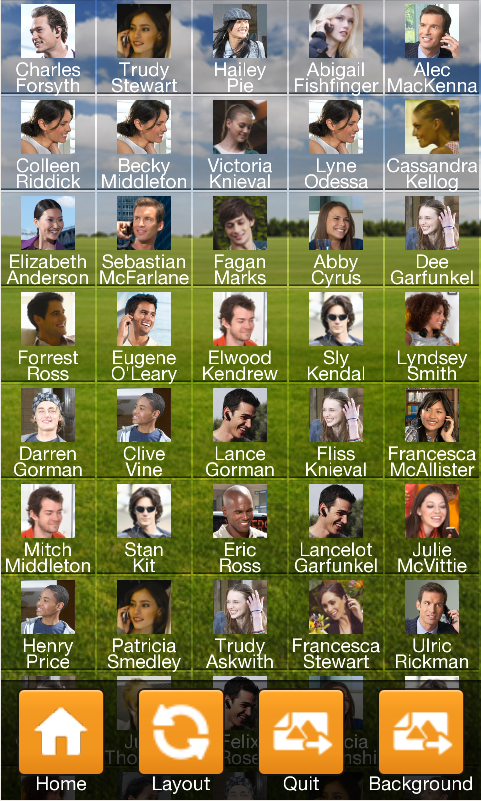 Charles Trudy Hailey Abigail Alec
Forsyth Stewart Pie Fishfinger MacKenna
Colleen Becky Victoria Lyne Cassandra
Riddick Middleton Knieval Odessa Kellog
Elizabeth Sebastian Fagan Abby Dee
Anderson McFarlane Marks Cyrus Garfunkel
Forrest Eugene Elwood Sly Lyndsey
Ross O'Leary Kendrew Kendal Smith
Darren Clive Lance Fliss Francesca
Gorman Vine Gorman Knieval McAllister
Mitch Stan Eric Lancelot Julie
Middleton Kit Ross Garfunkel McVittie
Henry Patricia Trudy Francesca Ulric
Price Smedley Askwith Stewart Rickman
Felix
Home Layout Quit Background